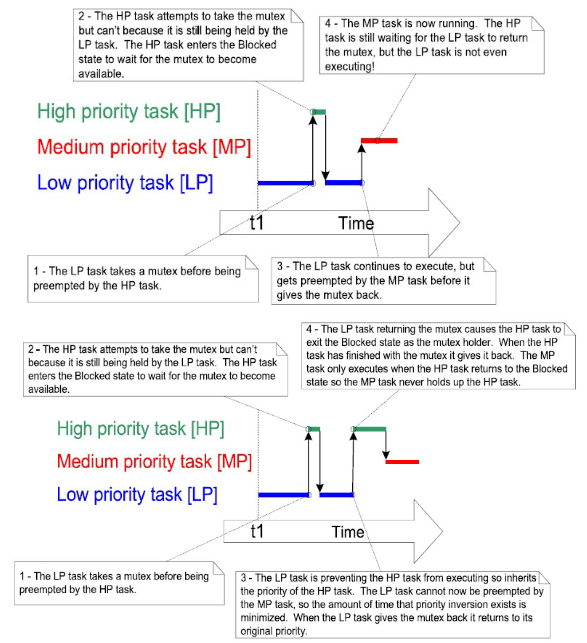 2 - The HP task attempts to take the mutex
but can't because it is still being held by the
LP task.  The HP task enters the Blocked
state to wait for the mutex to become
available.
4 - The MP task is now running.  The HP
task is still waiting for the LP task to return
the mutex, but the LP task is not even
executing!
High priority task [HP]
Medium priority task [MP]
Low priority task [LP]
t1
Time
1 - The LP task takes a mutex before being
preempted by the HP task.
3 - The LP task continues to execute, but
gets preempted by the MP task before it
gives the mutex back.
2 - The HP task attempts to take the mutex but can't
because it is still being held by the LP task.  The HP task
enters the Blocked state to wait for the mutex to become
available.
4 - The LP task returning the mutex causes the HP task to
exit the Blocked state as the mutex holder.  When the HP
task has finished with the mutex it gives it back.  The MP
task only executes when the HP task returns to the Blocked
state so the MP task never holds up the HP task.
High priority task [HP]
Medium priority task [MP]
Low priority task [LP]
t1
Time
1 - The LP task takes a mutex before being
preempted by the HP task.
3 - The LP task is preventing the HP task from executing so inherits
the priority of the HP task.  The LP task cannot now be preempted by
the MP task, so the amount of time that priority inversion exists is
minimized.  When the LP task gives the mutex back it returns to its
original priority.